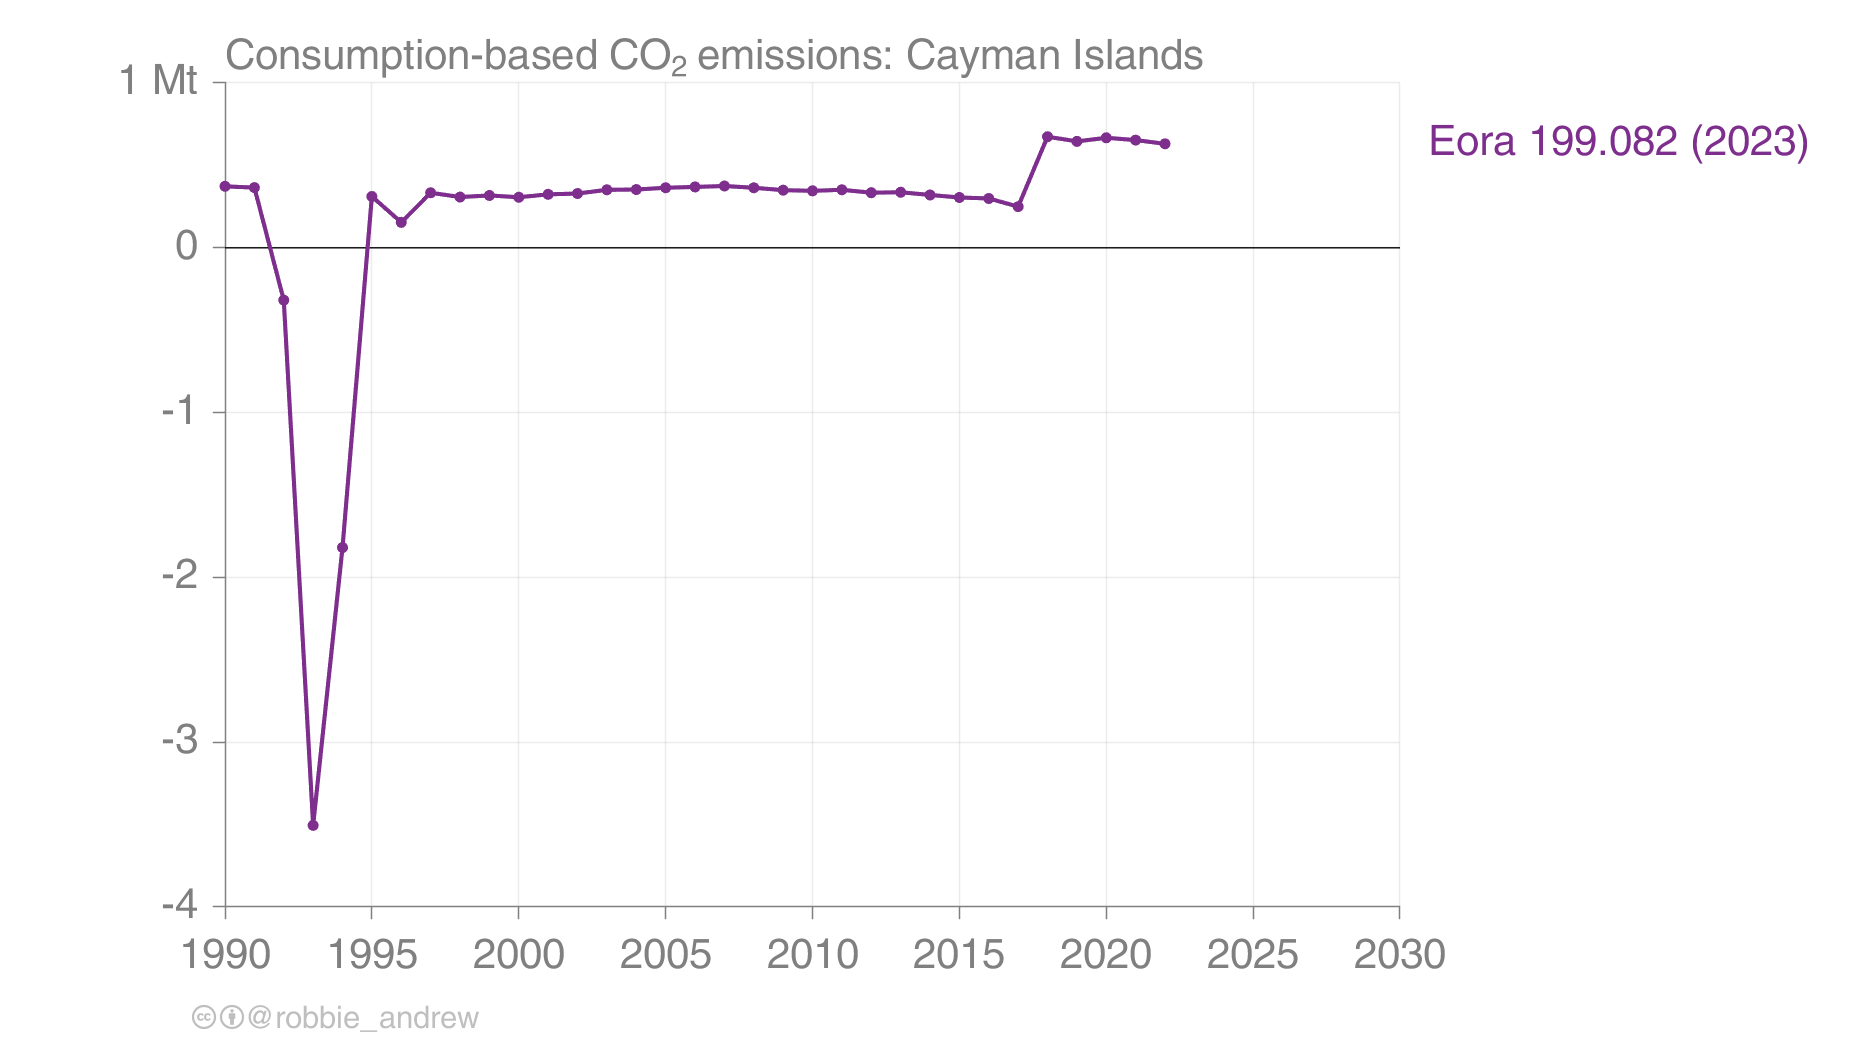 Consumption-based CO₂ emissions: Cayman Islands
1 Mt
0
-1
-2
-3
-4
1990 1995 2000 2005 2010 2015 2020 2025 2030
Eora 199.082 (2023)
cc @robbie_andrew